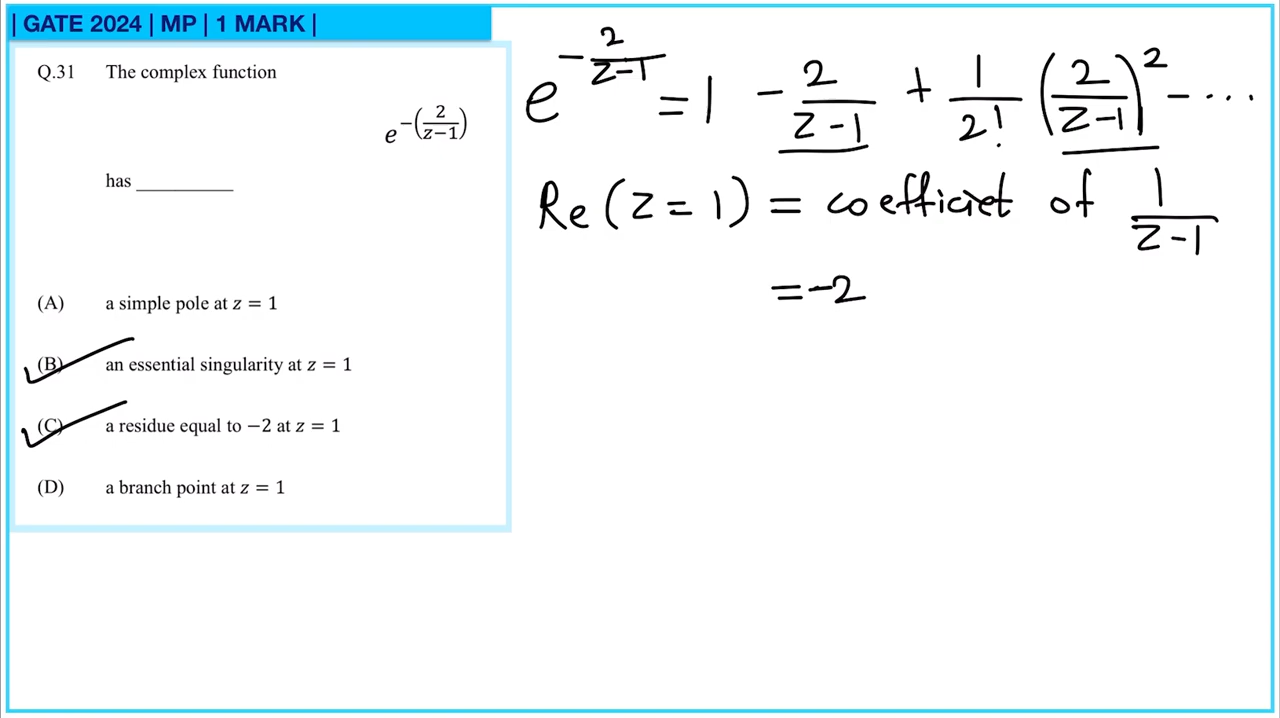 | GATE 2024 | MP | 1 MARK |
Q.31 The complex function
e^{-(2/(z−1))}
has __________
(A) a simple pole at z = 1
(B) an essential singularity at z = 1
(C) a residue equal to −2 at z = 1
(D) a branch point at z = 1
e^{-2/(z-1)} = 1 - 2/(z-1) + 1/2! (2/(z-1))^2 - ....
Re(z=1) = coefficiet of 1/(z-1)
= -2